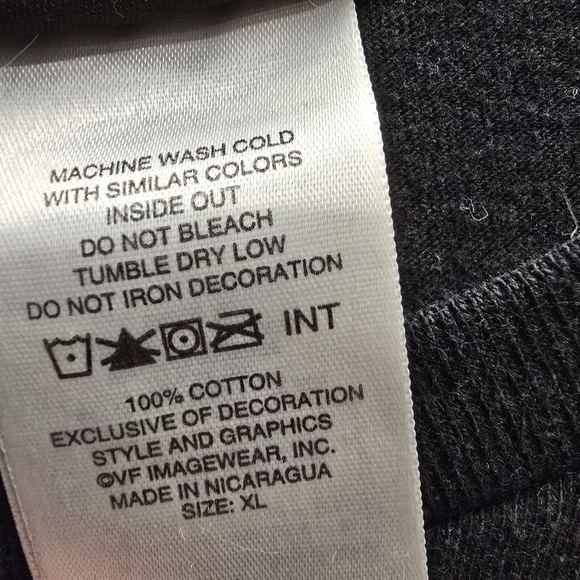 MACHINE WASH COLD
WITH SIMILAR COLORS
INSIDE OUT
DO NOT BLEACH
TUMBLE DRY LOW
DO NOT IRON DECORATION
INT
100% COTTON
EXCLUSIVE OF DECORATION
STYLE AND GRAPHICS
©VF IMAGEWEAR, INC.
MADE IN NICARAGUA
SIZE: XL